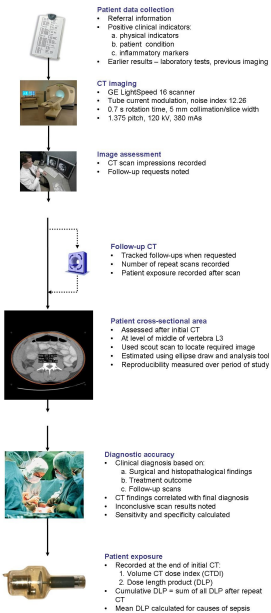 Patient data collection
• Referral information
• Positive clinical indicators:
a. physical indicators
b. patient condition
c. inflammatory markers
• Earlier results – laboratory tests, previous imaging
CT imaging
• GE LightSpeed 16 scanner
• Tube current modulation, noise index 12.26
• 0.7 s rotation time, 5 mm collimation/slice width
• 1.375 pitch, 120 kV, 380 mAs
Image assessment
• CT scan impressions recorded
• Follow-up requests noted
Follow-up CT
• Tracked follow-ups when requested
• Number of repeat scans recorded
• Patient exposure recorded after scan
Patient cross-sectional area
• Assessed after initial CT
• At level of middle of vertebra L3
• Used scout scan to locate required image
• Estimated using ellipse draw and analysis tool
• Reproducibility measured over period of study
Diagnostic accuracy
• Clinical diagnosis based on:
a. Surgical and histopathological findings
b. Treatment outcome
c. Follow-up scans
• CT findings correlated with final diagnosis
• Inconclusive scan results noted
• Sensitivity and specificity calculated
Patient exposure
• Recorded at the end of initial CT:
1. Volume CT dose index (CTDI)
2. Dose length product (DLP)
• Cumulative DLP = sum of all DLP after repeat
CT
• Mean DLP calculated for causes of sepsis